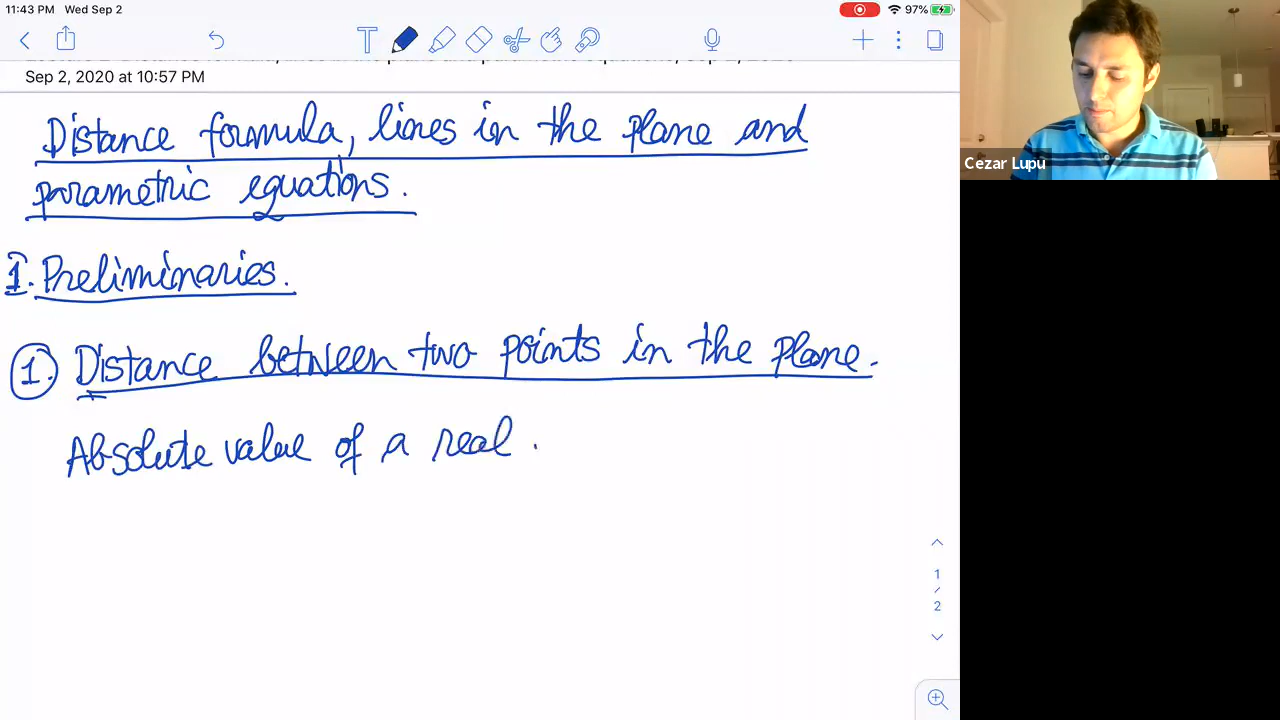 11:43 PM Wed Sep 2
97%
Sep 2, 2020 at 10:57 PM
Distance formula, lines in the plane and
parametric equations.
I. Preliminaries.
1. Distance between two points in the plane.
Absolute value of a real
Cezar Lupu
1
/
2